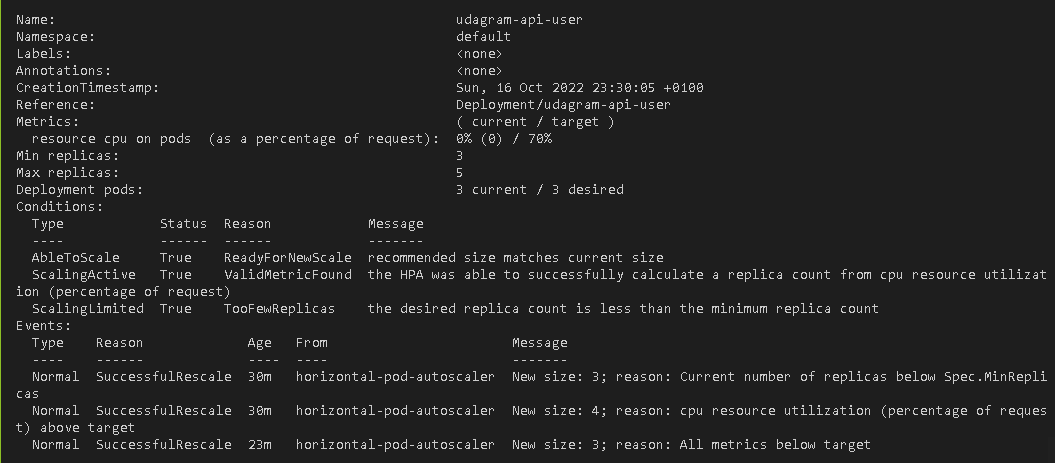 Name: udagram-api-user
Namespace: default
Labels: <none>
Annotations: <none>
CreationTimestamp: Sun, 16 Oct 2022 23:30:05 +0100
Reference: Deployment/udagram-api-user
Metrics: ( current / target )
  resource cpu on pods  (as a percentage of request):  0% (0) / 70%
Min replicas: 3
Max replicas: 5
Deployment pods: 3 current / 3 desired
Conditions:
  Type            Status  Reason            Message
  ----            ------  ------            -------
  AbleToScale     True    ReadyForNewScale  recommended size matches current size
  ScalingActive   True    ValidMetricFound  the HPA was able to successfully calculate a replica count from cpu resource utilizat
ion (percentage of request)
  ScalingLimited  True    TooFewReplicas    the desired replica count is less than the minimum replica count
Events:
  Type    Reason             Age   From                       Message
  ----    ------             ----  ----                       -------
  Normal  SuccessfulRescale  30m   horizontal-pod-autoscaler  New size: 3; reason: Current number of replicas below Spec.MinRepli
cas
  Normal  SuccessfulRescale  30m   horizontal-pod-autoscaler  New size: 4; reason: cpu resource utilization (percentage of reques
t) above target
  Normal  SuccessfulRescale  23m   horizontal-pod-autoscaler  New size: 3; reason: All metrics below target